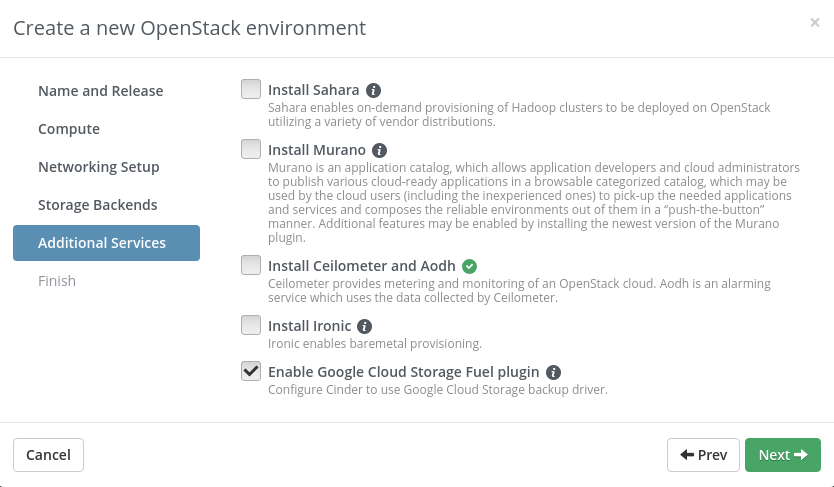 Create a new OpenStack environment
×
Name and Release
Compute
Networking Setup
Storage Backends
Additional Services
Finish
Install Sahara
Sahara enables on-demand provisioning of Hadoop clusters to be deployed on OpenStack
utilizing a variety of vendor distributions.
Install Murano
Murano is an application catalog, which allows application developers and cloud administrators
to publish various cloud-ready applications in a browsable categorized catalog, which may be
used by the cloud users (including the inexperienced ones) to pick-up the needed applications
and services and composes the reliable environments out of them in a “push-the-button”
manner. Additional features may be enabled by installing the newest version of the Murano
plugin.
Install Ceilometer and Aodh
Ceilometer provides metering and monitoring of an OpenStack cloud. Aodh is an alarming
service which uses the data collected by Ceilometer.
Install Ironic
Ironic enables baremetal provisioning.
Enable Google Cloud Storage Fuel plugin
Configure Cinder to use Google Cloud Storage backup driver.
Cancel
Prev
Next